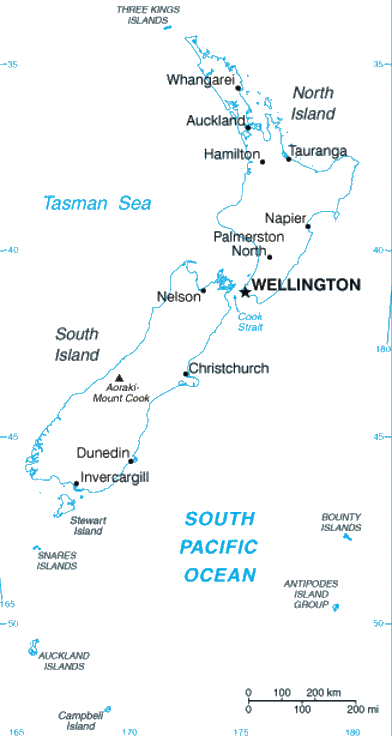 THREE KINGS
ISLANDS
35
35
Whangarei
North
Island
Auckland
Hamilton
Tauranga
Tasman Sea
Napier
Palmerston
North
40
40
WELLINGTON
Nelson
Cook
Strait
South
Island
180
Christchurch
Aoraki-
Mount Cook
45
45
Dunedin
Invercargill
Stewart
Island
SOUTH
PACIFIC
OCEAN
BOUNTY
ISLANDS
SNARES
ISLANDS
ANTIPODES
ISLAND
GROUP
165
50
50
AUCKLAND
ISLANDS
0 100 200 km
0 100 200 mi
Campbell
Island
165
170
175
180